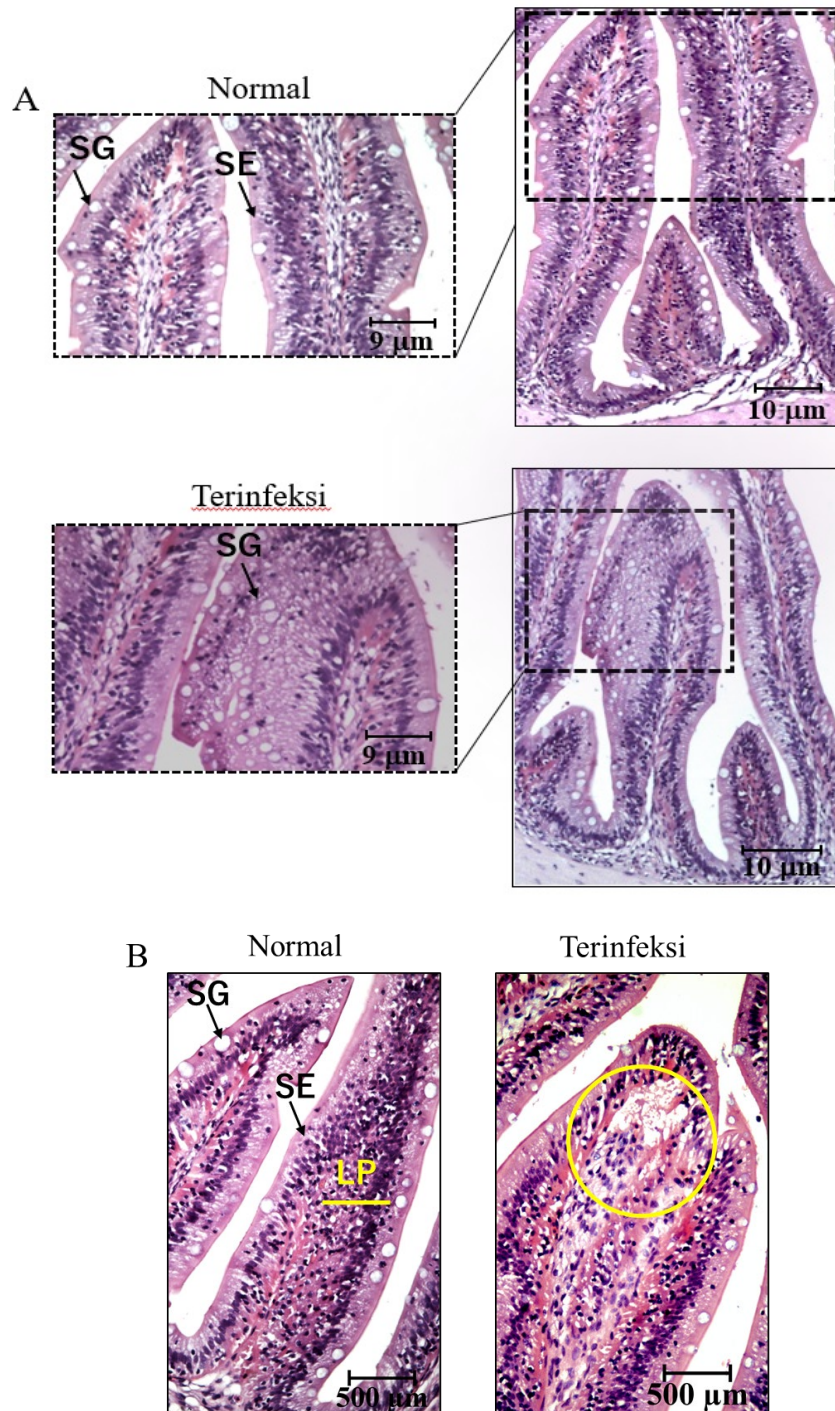 A
Normal
SG
SE
9 µm
10 µm
Terinfeksi
SG
9 µm
10 µm
B
Normal
Terinfeksi
SG
SE
LP
500 µm
500 µm